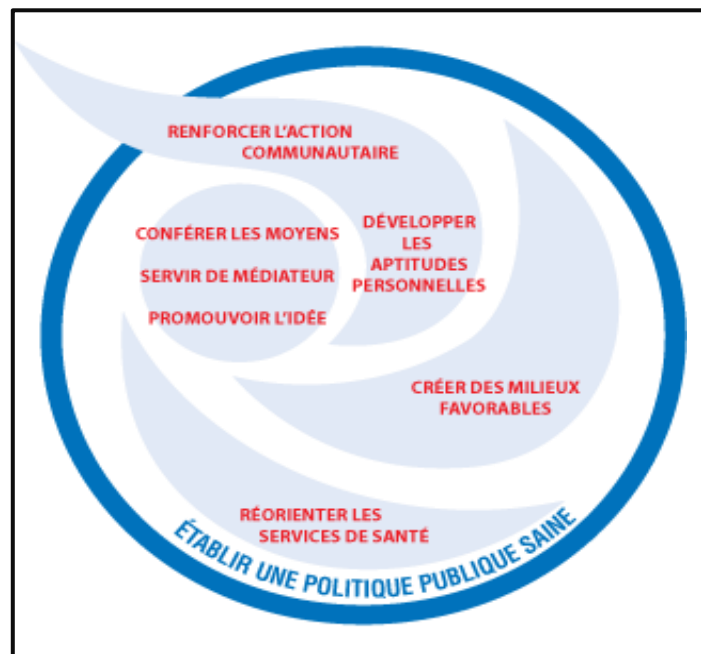 RENFORCER L'ACTION
COMMUNAUTAIRE
CONFÉRER LES MOYENS
SERVIR DE MÉDIATEUR
PROMOUVOIR L'IDÉE
DÉVELOPPER
LES
APTITUDES
PERSONNELLES
CRÉER DES MILIEUX
FAVORABLES
RÉORIENTER LES
SERVICES DE SANTÉ
ÉTABLIR UNE POLITIQUE PUBLIQUE SAINE